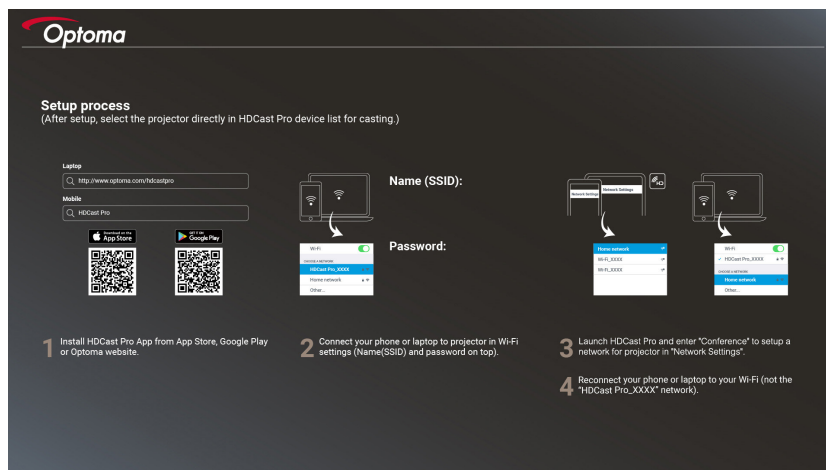 Optoma
Setup process
(After setup, select the projector directly in HDCast Pro device list for casting.)
Laptop
http://www.optoma.com/hdcastpro
Mobile
HDCast Pro
Download on the
App Store
GET IT ON
Google Play
1
Install HDCast Pro App from App Store, Google Play
or Optoma website.
Name (SSID):
Password:
Wi-Fi
CHOOSE A NETWORK
HDCast Pro_XXXX
Home network
Other...
2
Connect your phone or laptop to projector in Wi-Fi
settings (Name(SSID) and password on top).
Network Settings
Network Settings
HD
Home network
Wi-Fi_XXXX
Wi-Fi_XXXX
Wi-Fi
HDCast Pro_XXXX
CHOOSE A NETWORK
Home network
Other...
3
Launch HDCast Pro and enter "Conference" to setup a
network for projector in "Network Settings".
4
Reconnect your phone or laptop to your Wi-Fi (not the
"HDCast Pro_XXXX" network).